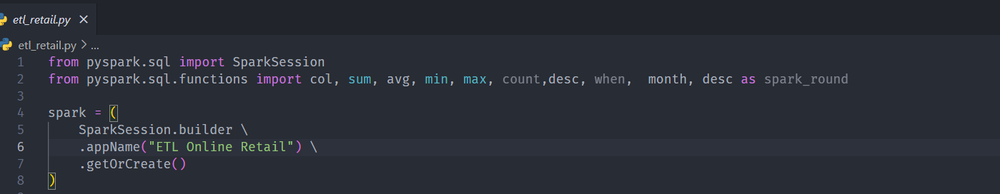 etl_retail.py ×
etl_retail.py > ...
1 from pyspark.sql import SparkSession
2 from pyspark.sql.functions import col, sum, avg, min, max, count,desc, when,  month, desc as spark_round
3
4 spark = (
5     SparkSession.builder \
6     .appName("ETL Online Retail") \
7     .getOrCreate()
8 )